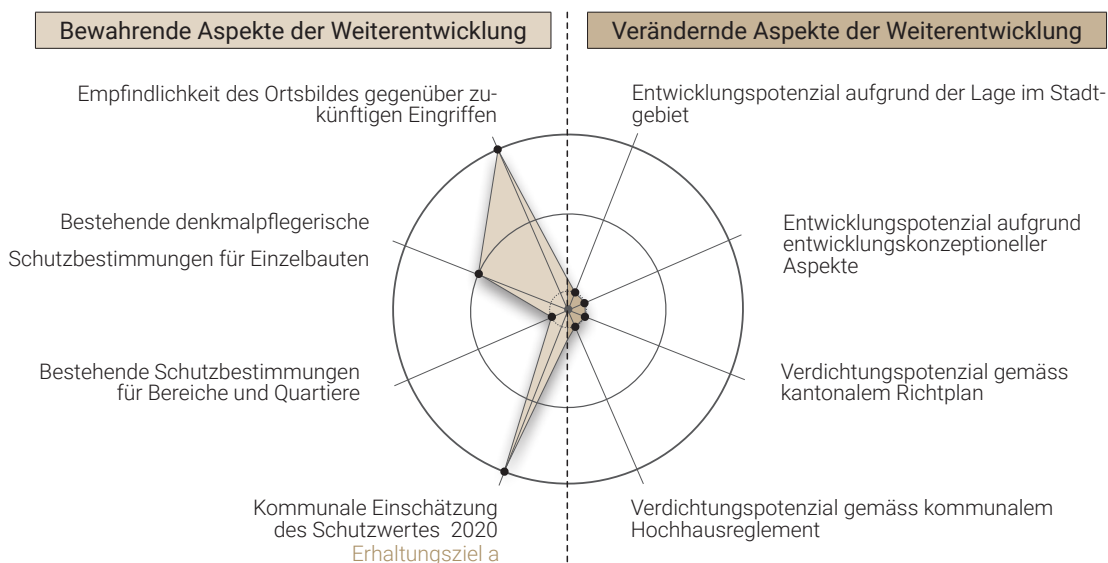 Bewahrende Aspekte der Weiterentwicklung
Verändernde Aspekte der Weiterentwicklung
Empfindlichkeit des Ortsbildes gegenüber zu-
künftigen Eingriffen
Entwicklungspotenzial aufgrund der Lage im Stadt-
gebiet
Bestehende denkmalpflegerische
Schutzbestimmungen für Einzelbauten
Entwicklungspotenzial aufgrund
entwicklungskonzeptioneller
Aspekte
Bestehende Schutzbestimmungen
für Bereiche und Quartiere
Verdichtungspotenzial gemäss
kantonalem Richtplan
Kommunale Einschätzung
des Schutzwertes 2020
Erhaltungsziel a
Verdichtungspotenzial gemäss kommunalem
Hochhausreglement